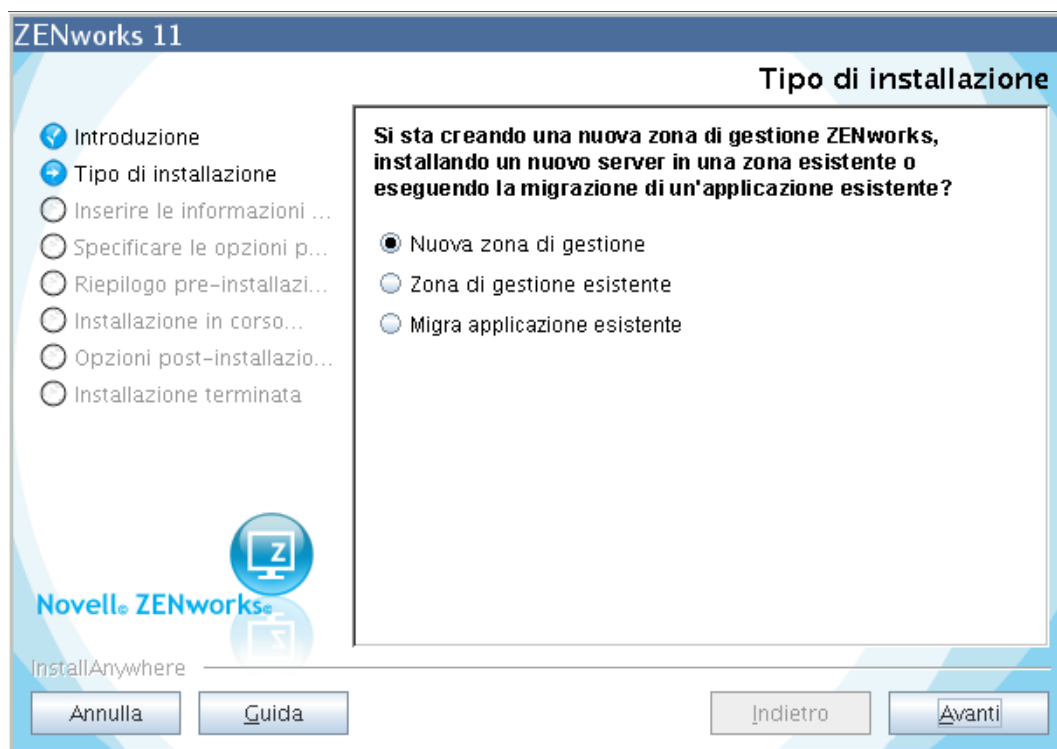 ZENworks 11
Tipo di installazione
Introduzione
Tipo di installazione
Inserire le informazioni ...
Specificare le opzioni p...
Riepilogo pre-installazi...
Installazione in corso...
Opzioni post-installazio...
Installazione terminata
Si sta creando una nuova zona di gestione ZENworks,
installando un nuovo server in una zona esistente o
eseguendo la migrazione di un'applicazione esistente?
Nuova zona di gestione
Zona di gestione esistente
Migra applicazione esistente
Z
Novell® ZENworks®
InstallAnywhere
Annulla
Guida
Indietro
Avanti